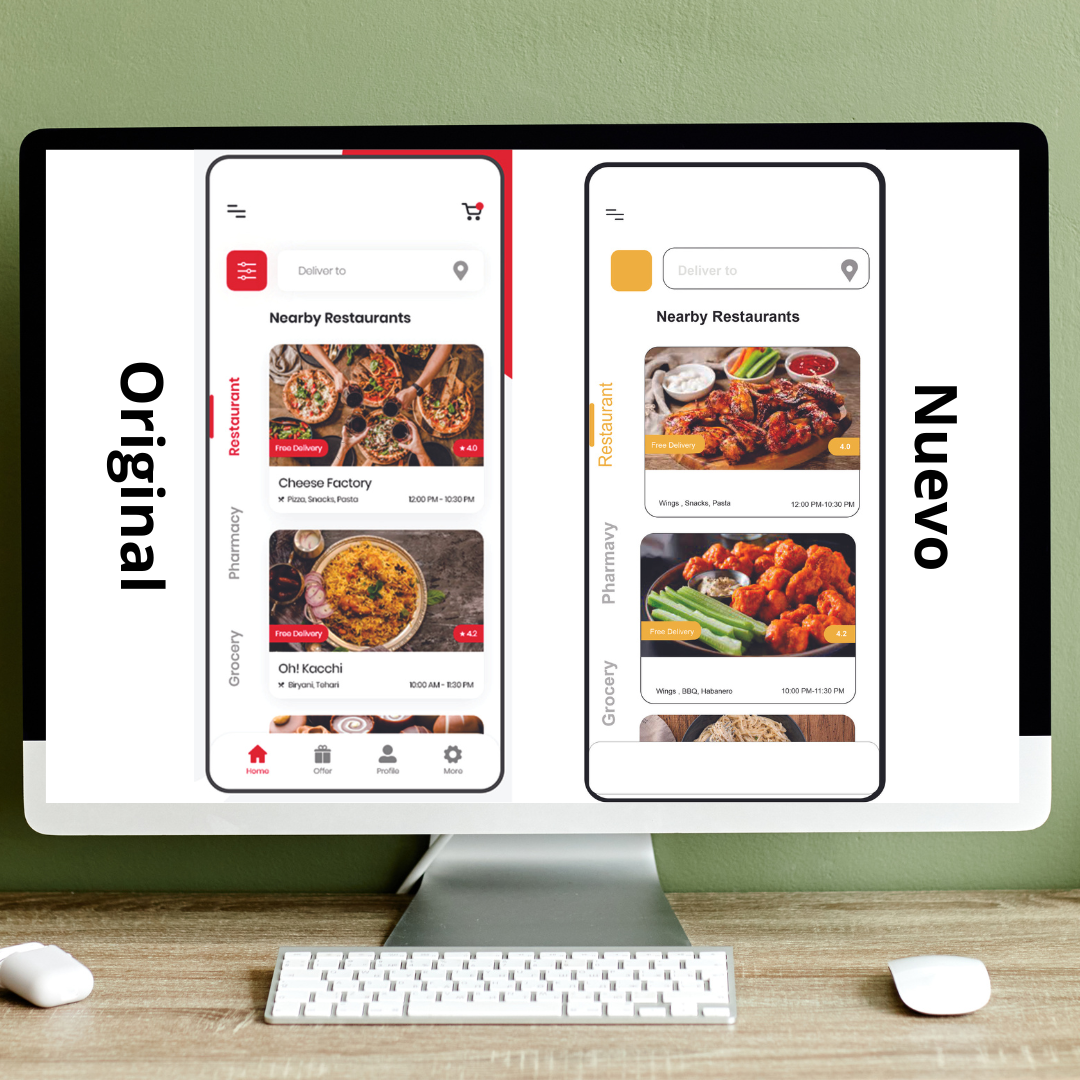 Original
Deliver to
Nearby Restaurants
Restaurant
Pharmacy
Grocery
Free Delivery
★ 4.0
Cheese Factory
Pizza, Snacks, Pasta
12:00 PM - 10:30 PM
Free Delivery
★ 4.2
Oh! Kacchi
Biryani, Tehari
10:00 AM - 11:30 PM
Home
Offer
Profile
More
Deliver to
Nearby Restaurants
Restaurant
Pharmavy
Grocery
Free Delivery
4.0
Wings , Snacks, Pasta
12:00 PM-10:30 PM
Free Delivery
4.2
Wings , BBQ, Habanero
10:00 PM-11:30 PM
Nuevo